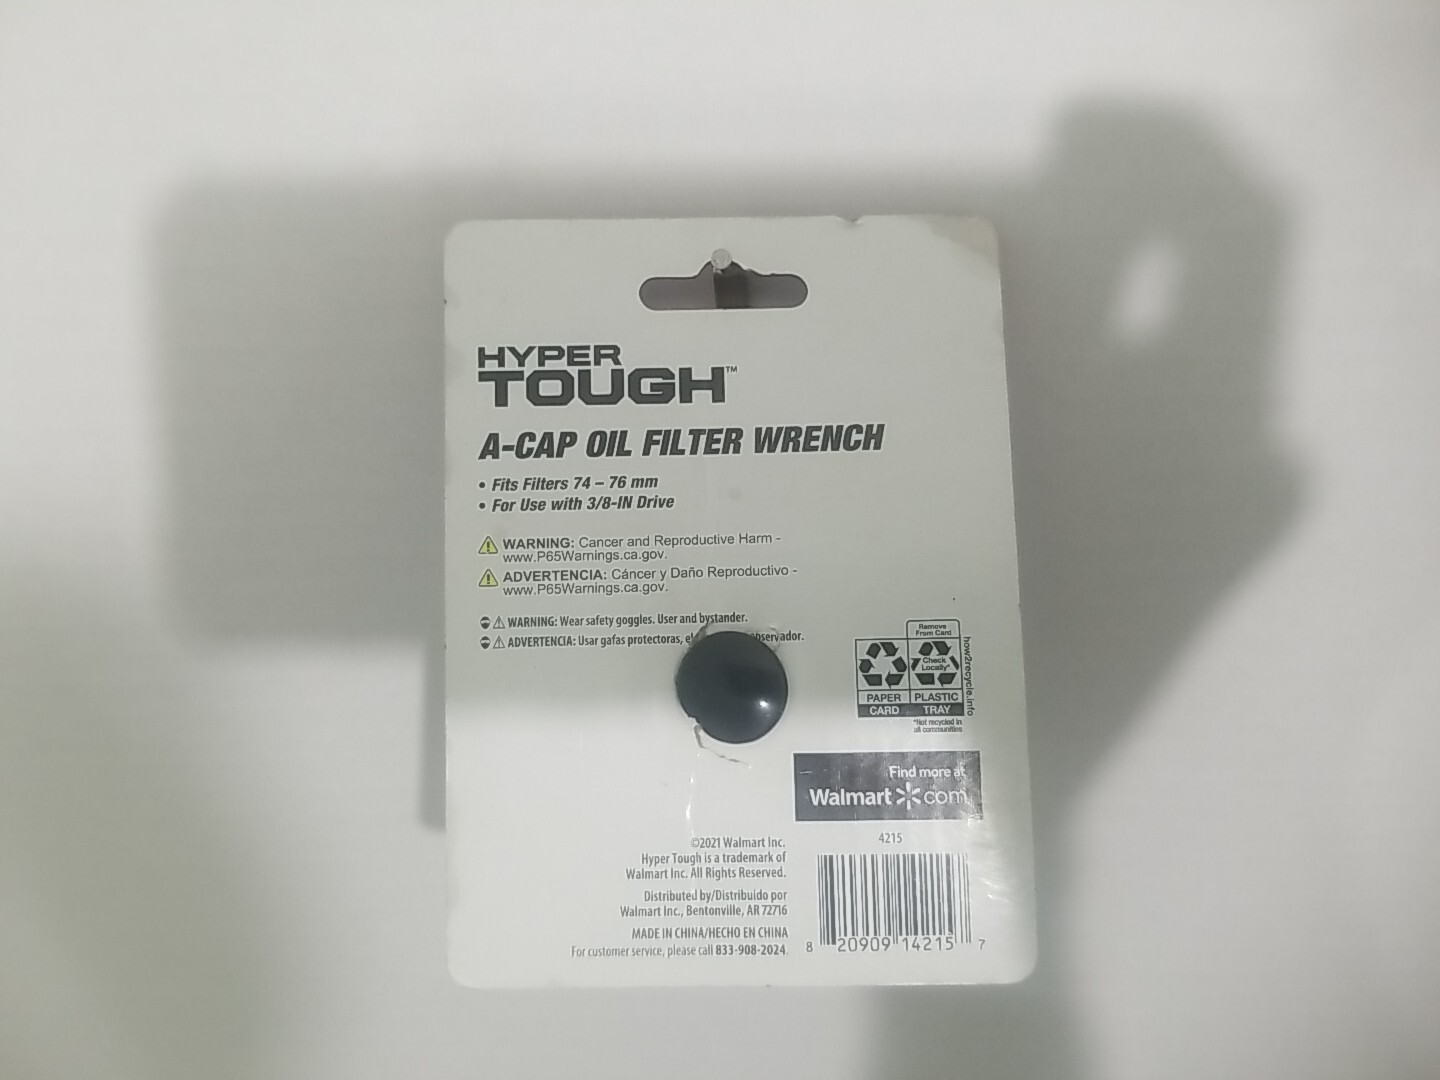 HYPER
TOUGH™
A-CAP OIL FILTER WRENCH
• Fits Filters 74 – 76 mm
• For Use with 3/8-IN Drive
WARNING: Cancer and Reproductive Harm -
www.P65Warnings.ca.gov.
ADVERTENCIA: Cáncer y Daño Reproductivo -
www.P65Warnings.ca.gov.
WARNING: Wear safety goggles. User and bystander.
ADVERTENCIA: Usar gafas protectoras,
Remove
From Card
Check
Locally*
PAPER
CARD
PLASTIC
TRAY
how2recycle.info
*Not recycled in
all communities
Find more at
Walmart com
4215
©2021 Walmart Inc.
Hyper Tough is a trademark of
Walmart Inc. All Rights Reserved.
Distributed by/Distribuido por
Walmart Inc., Bentonville, AR 72716
MADE IN CHINA/HECHO EN CHINA
For customer service, please call 833-908-2024.
8 20909 14215 7